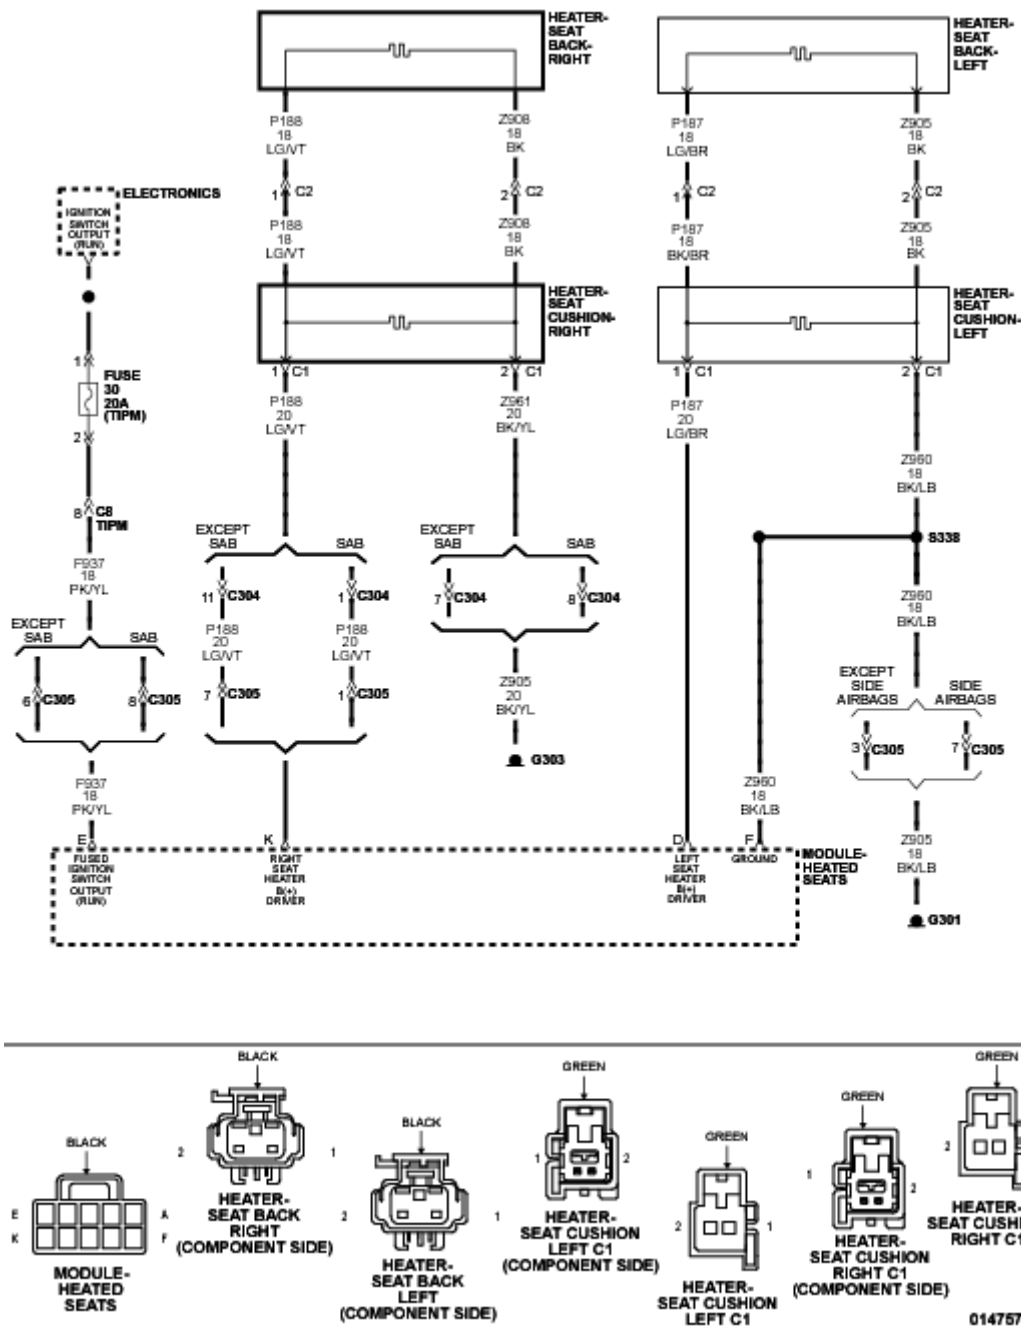 HEATER-
SEAT
BACK-
RIGHT
HEATER-
SEAT
BACK-
LEFT
P188
18
LG/VT
Z908
18
BK
P187
18
LG/BR
Z905
18
BK
1 C2
2 C2
1 C2
2 C2
ELECTRONICS
IGNITION
SWITCH
OUTPUT
(RUN)
P188
18
LG/VT
Z908
18
BK
P187
18
BK/BR
Z905
18
BK
HEATER-
SEAT
CUSHION-
RIGHT
HEATER-
SEAT
CUSHION-
LEFT
1 C1
2 C1
1 C1
2 C1
1
FUSE
30
20A
(TIPM)
2
P188
20
LG/VT
Z961
20
BK/YL
P187
20
LG/BR
Z960
18
BK/LB
8 C8
TIPM
S338
F937
18
PK/YL
EXCEPT
SAB
SAB
EXCEPT
SAB
SAB
11 C304
1 C304
7 C304
8 C304
Z960
18
BK/LB
EXCEPT
SAB
SAB
P188
20
LG/VT
P188
20
LG/VT
6 C305
8 C305
7 C305
1 C305
Z905
20
BK/YL
G303
EXCEPT
SIDE
AIRBAGS
SIDE
AIRBAGS
3 C305
7 C305
F937
18
PK/YL
Z960
18
BK/LB
Z905
18
BK/LB
G301
E
K
D
F
FUSED
IGNITION
SWITCH
OUTPUT
(RUN)
RIGHT
SEAT
HEATER
B(+)
DRIVER
LEFT
SEAT
HEATER
B(+)
DRIVER
GROUND
MODULE-
HEATED
SEATS
BLACK
E
A
K
F
MODULE-
HEATED
SEATS
BLACK
2
1
HEATER-
SEAT BACK
RIGHT
(COMPONENT SIDE)
BLACK
2
1
HEATER-
SEAT BACK
LEFT
(COMPONENT SIDE)
GREEN
1
2
HEATER-
SEAT CUSHION
LEFT C1
(COMPONENT SIDE)
GREEN
2
1
HEATER-
SEAT CUSHION
LEFT C1
GREEN
1
2
HEATER-
SEAT CUSHION
RIGHT C1
(COMPONENT SIDE)
GREEN
2
HEATER-
SEAT CUSHI
RIGHT C1
014757